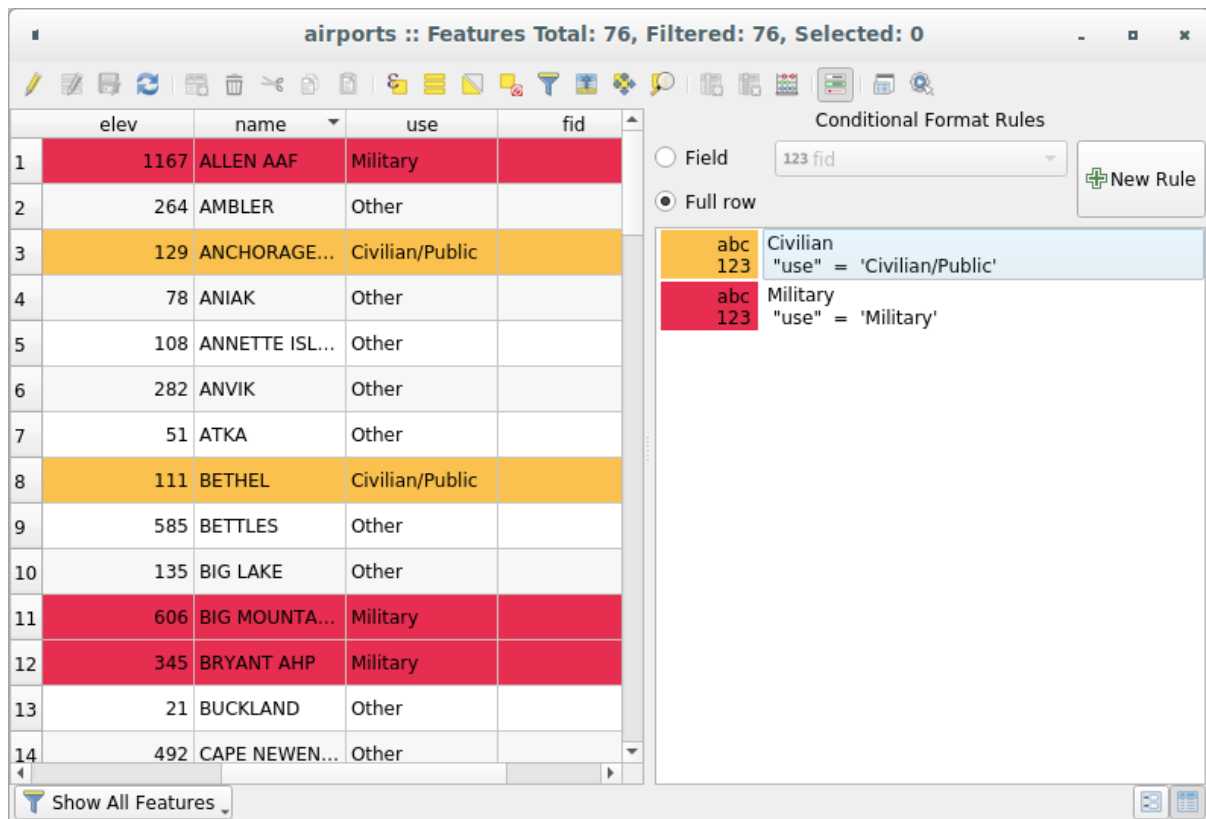 airports :: Features Total: 76, Filtered: 76, Selected: 0
elev name use fid
1 1167 ALLEN AAF Military
2 264 AMBLER Other
3 129 ANCHORAGE... Civilian/Public
4 78 ANIAK Other
5 108 ANNETTE ISL... Other
6 282 ANVIK Other
7 51 ATKA Other
8 111 BETHEL Civilian/Public
9 585 BETTLES Other
10 135 BIG LAKE Other
11 606 BIG MOUNTA... Military
12 345 BRYANT AHP Military
13 21 BUCKLAND Other
14 492 CAPE NEWEN... Other
Show All Features
Conditional Format Rules
Field 123 fid
New Rule
Full row
abc Civilian
123 "use" = 'Civilian/Public'
abc Military
123 "use" = 'Military'